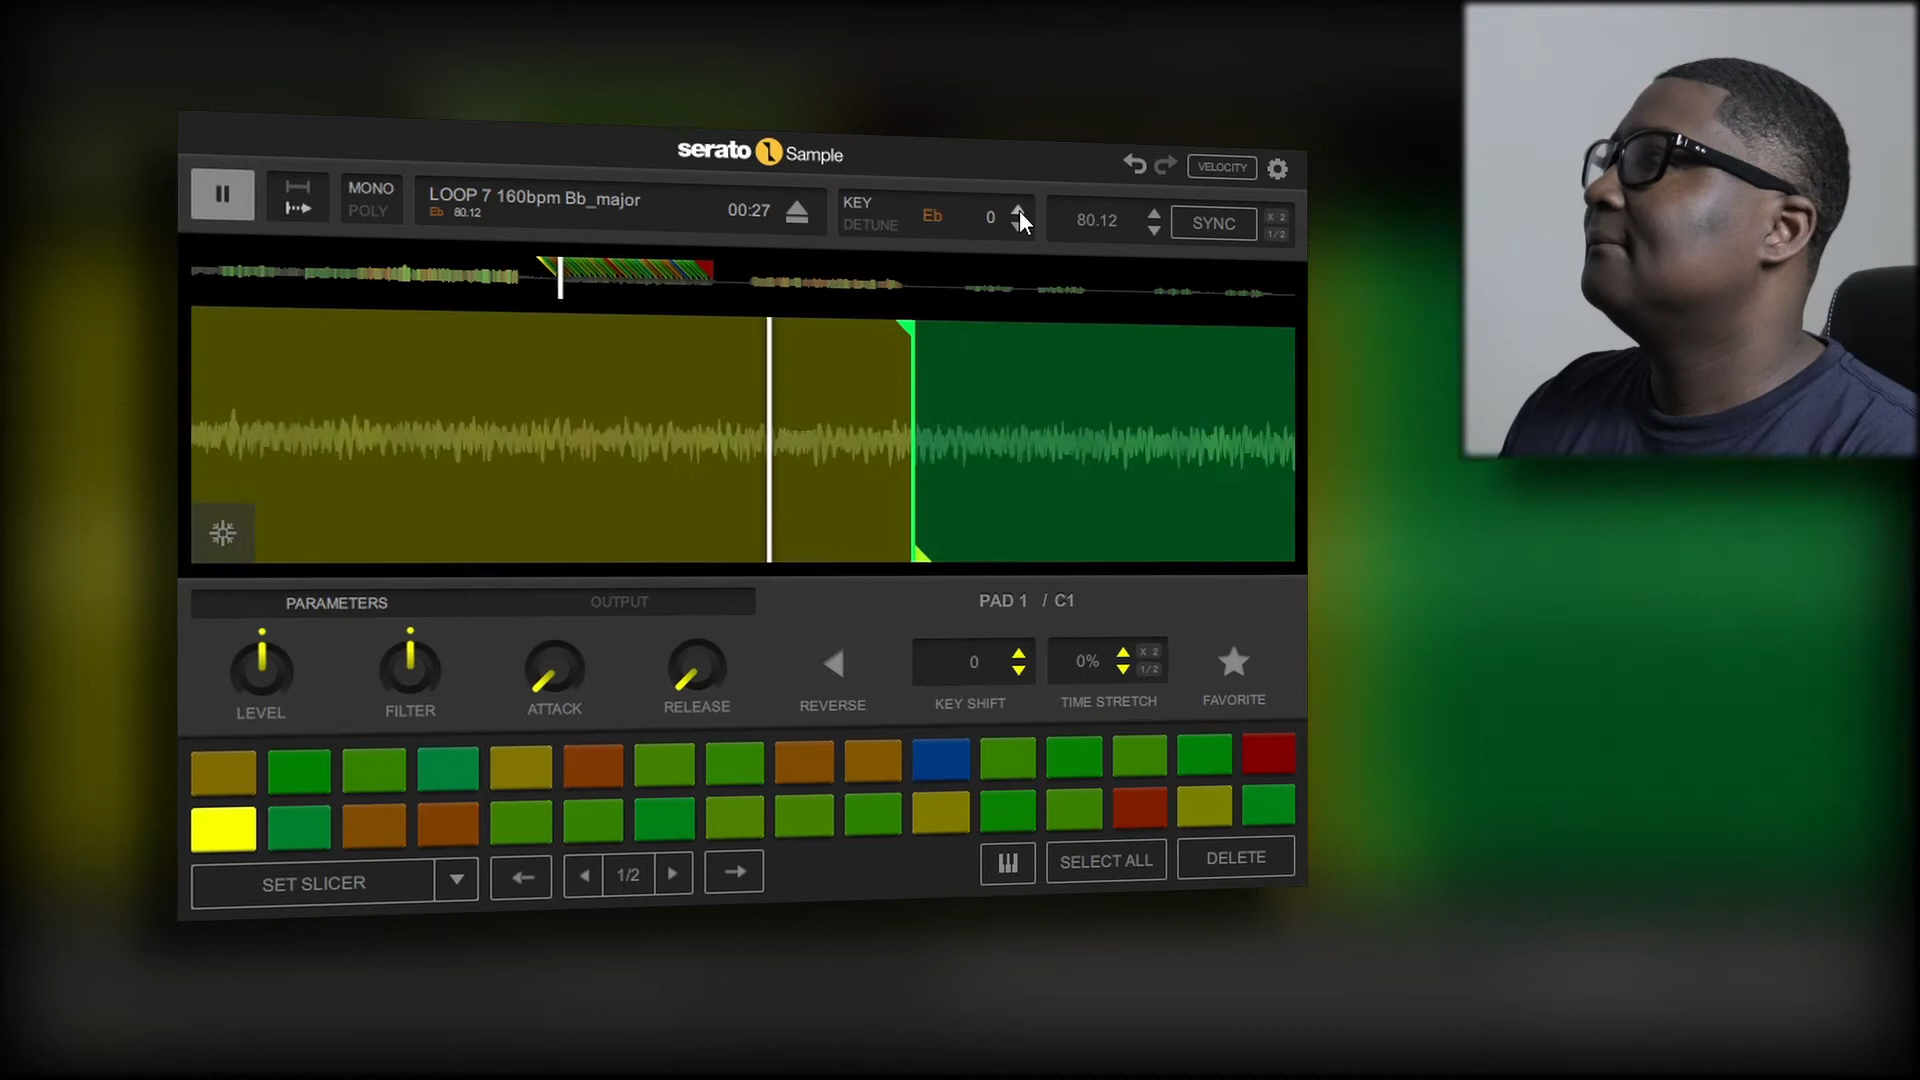 serato Sample
VELOCITY
MONO
POLY
LOOP 7 160bpm Bb_major
Eb 80.12
00:27
KEY
DETUNE
Eb
0
80.12
SYNC
X 2
1/2
PARAMETERS
OUTPUT
PAD 1 / C1
LEVEL
FILTER
ATTACK
RELEASE
REVERSE
0
KEY SHIFT
0%
X 2
1/2
TIME STRETCH
FAVORITE
SET SLICER
1/2
SELECT ALL
DELETE